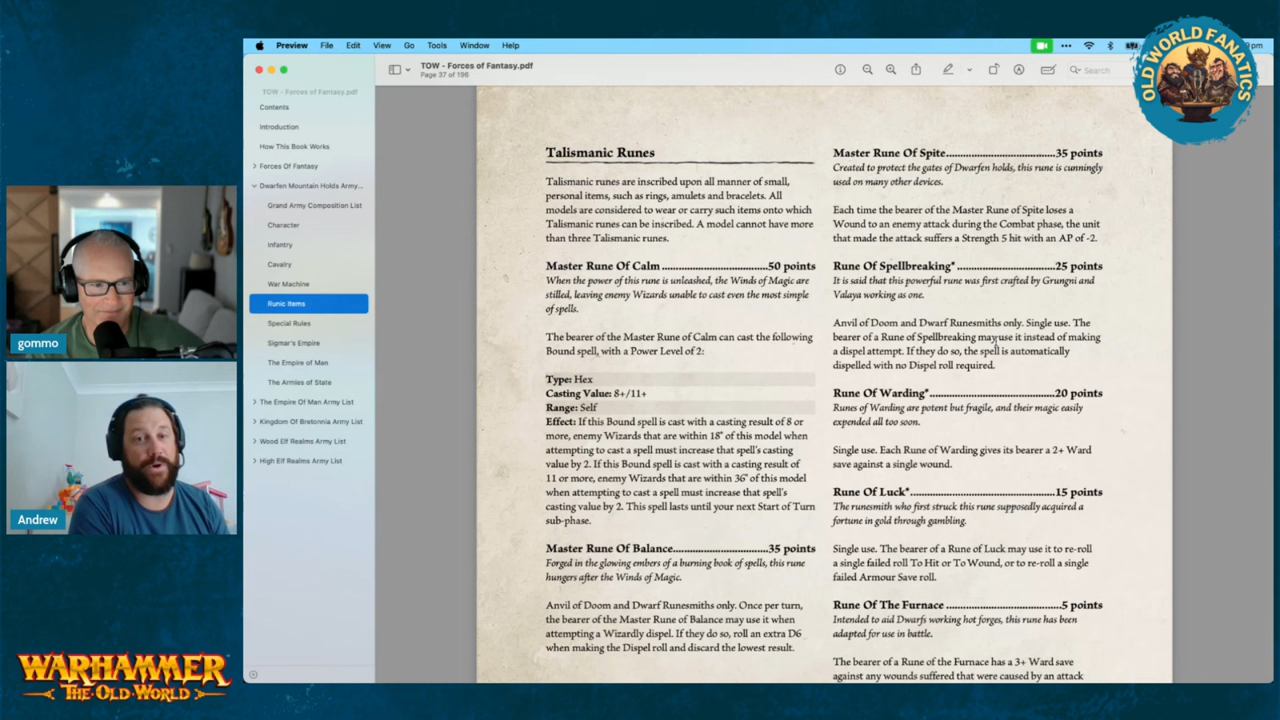 Preview File Edit View Go Tools Window Help
TOW - Forces of Fantasy.pdf
Page 37 of 196
Search
OLD WORLD FANATICS
TOW - Forces of Fantasy.pdf
Contents
Introduction
How This Book Works
Forces Of Fantasy
Dwarfen Mountain Holds Army...
Grand Army Composition List
Character
Infantry
Cavalry
War Machine
Runic Items
Special Rules
Sigmar's Empire
The Empire of Man
The Armies of State
The Empire Of Man Army List
Kingdom Of Bretonnia Army List
Wood Elf Realms Army List
High Elf Realms Army List
gommo
Andrew
WARHAMMER
THE·OLD·WORLD
Talismanic Runes
Talismanic runes are inscribed upon all manner of small,
personal items, such as rings, amulets and bracelets. All
models are considered to wear or carry such items onto which
Talismanic runes can be inscribed. A model cannot have more
than three Talismanic runes.
Master Rune Of Calm ............................50 points
When the power of this rune is unleashed, the Winds of Magic are
stilled, leaving enemy Wizards unable to cast even the most simple
of spells.
The bearer of the Master Rune of Calm can cast the following
Bound spell, with a Power Level of 2:
Type: Hex
Casting Value: 8+/11+
Range: Self
Effect: If this Bound spell is cast with a casting result of 8 or
more, enemy Wizards that are within 18" of this model when
attempting to cast a spell must increase that spell's casting
value by 2. If this Bound spell is cast with a casting result of
11 or more, enemy Wizards that are within 36" of this model
when attempting to cast a spell must increase that spell's
casting value by 2. This spell lasts until your next Start of Turn
sub-phase.
Master Rune Of Balance.........................35 points
Forged in the glowing embers of a burning book of spells, this rune
hungers after the Winds of Magic.
Anvil of Doom and Dwarf Runesmiths only. Once per turn,
the bearer of the Master Rune of Balance may use it when
attempting a Wizardly dispel. If they do so, roll an extra D6
when making the Dispel roll and discard the lowest result.
Master Rune Of Spite.............................35 points
Created to protect the gates of Dwarfen holds, this rune is cunningly
used on many other devices.
Each time the bearer of the Master Rune of Spite loses a
Wound to an enemy attack during the Combat phase, the unit
that made the attack suffers a Strength 5 hit with an AP of -2.
Rune Of Spellbreaking*..........................25 points
It is said that this powerful rune was first crafted by Grungni and
Valaya working as one.
Anvil of Doom and Dwarf Runesmiths only. Single use. The
bearer of a Rune of Spellbreaking may use it instead of making
a dispel attempt. If they do so, the spell is automatically
dispelled with no Dispel roll required.
Rune Of Warding*..................................20 points
Runes of Warding are potent but fragile, and their magic easily
expended all too soon.
Single use. Each Rune of Warding gives its bearer a 2+ Ward
save against a single wound.
Rune Of Luck*.......................................15 points
The runesmith who first struck this rune supposedly acquired a
fortune in gold through gambling.
Single use. The bearer of a Rune of Luck may use it to re-roll
a single failed roll To Hit or To Wound, or to re-roll a single
failed Armour Save roll.
Rune Of The Furnace ..............................5 points
Intended to aid Dwarfs working hot forges, this rune has been
adapted for use in battle.
The bearer of a Rune of the Furnace has a 3+ Ward save
against any wounds suffered that were caused by an attack